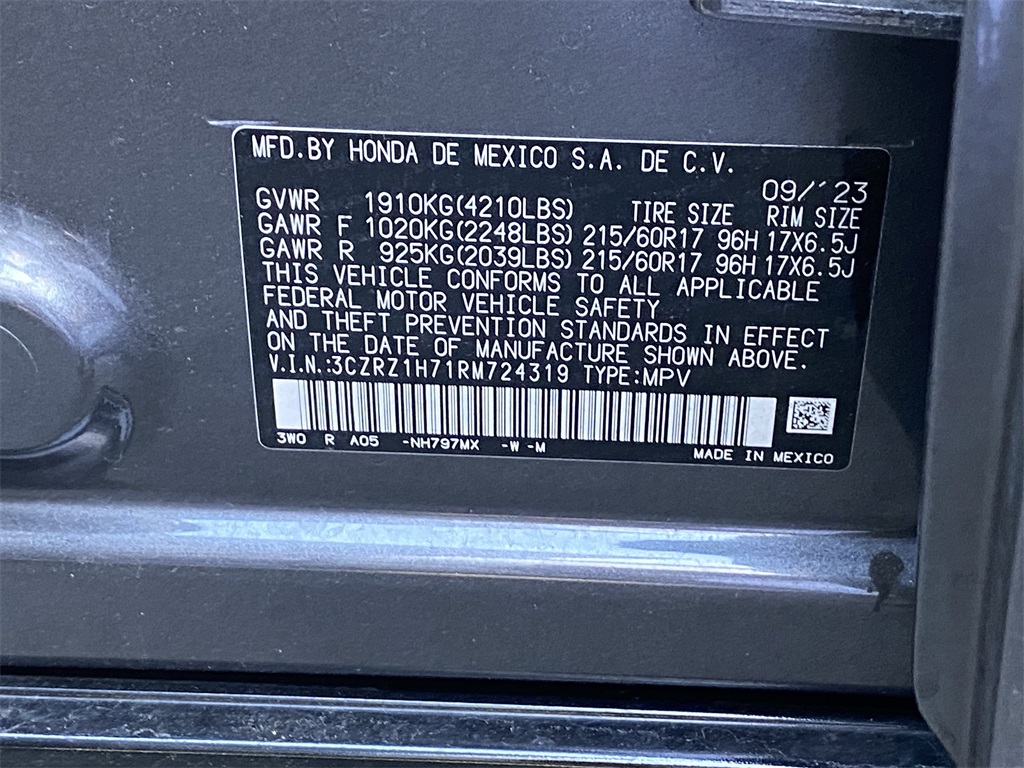 MFD.BY HONDA DE MEXICO S.A. DE C.V.
09/ '23
GVWR 1910KG(4210LBS) TIRE SIZE RIM SIZE
GAWR F 1020KG(2248LBS) 215/60R17 96H 17X6.5J
GAWR R 925KG(2039LBS) 215/60R17 96H 17X6.5J
THIS VEHICLE CONFORMS TO ALL APPLICABLE
FEDERAL MOTOR VEHICLE SAFETY
AND THEFT PREVENTION STANDARDS IN EFFECT
ON THE DATE OF MANUFACTURE SHOWN ABOVE.
V.I.N.:3CZRZ1H71RM724319 TYPE:MPV
3W0 R A05 -NH797MX -W -M
MADE IN MEXICO